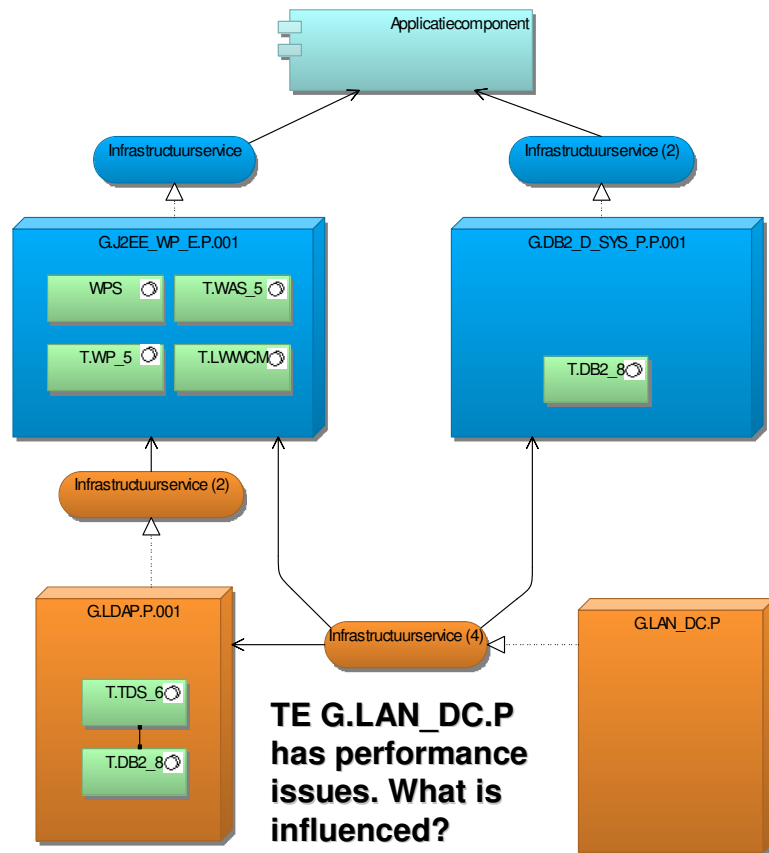 Applicatiecomponent
Infrastructuurservice
Infrastructuurservice (2)
G.J2EE_WP_E.P.001
G.DB2_D_SYS_P.P.001
WPS
T.WAS_5
T.WP_5
T.LWWCM
T.DB2_8
Infrastructuurservice (2)
G.LDAP.P.001
Infrastructuurservice (4)
G.LAN_DC.P
T.TDS_6
T.DB2_8
TE G.LAN_DC.P
has performance
issues. What is
influenced?